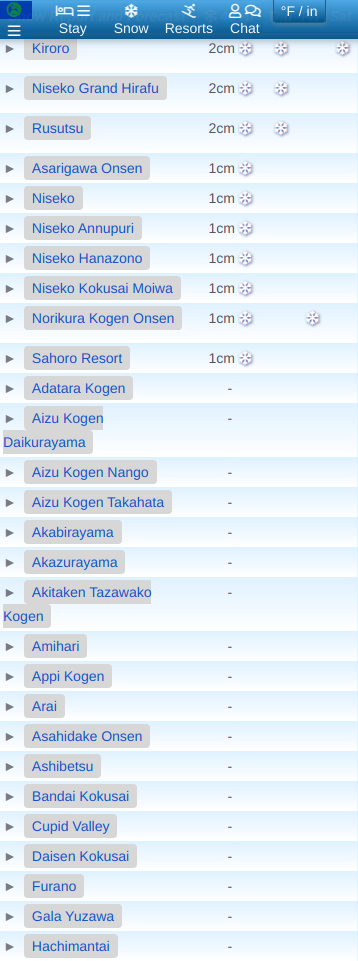 Stay Snow Resorts Chat °F / in
Kiroro 2cm
Niseko Grand Hirafu 2cm
Rusutsu 2cm
Asarigawa Onsen 1cm
Niseko 1cm
Niseko Annupuri 1cm
Niseko Hanazono 1cm
Niseko Kokusai Moiwa 1cm
Norikura Kogen Onsen 1cm
Sahoro Resort 1cm
Adatara Kogen -
Aizu Kogen -
Daikurayama
Aizu Kogen Nango -
Aizu Kogen Takahata -
Akabirayama -
Akazurayama -
Akitaken Tazawako -
Kogen
Amihari -
Appi Kogen -
Arai -
Asahidake Onsen -
Ashibetsu -
Bandai Kokusai -
Cupid Valley -
Daisen Kokusai -
Furano -
Gala Yuzawa -
Hachimantai -